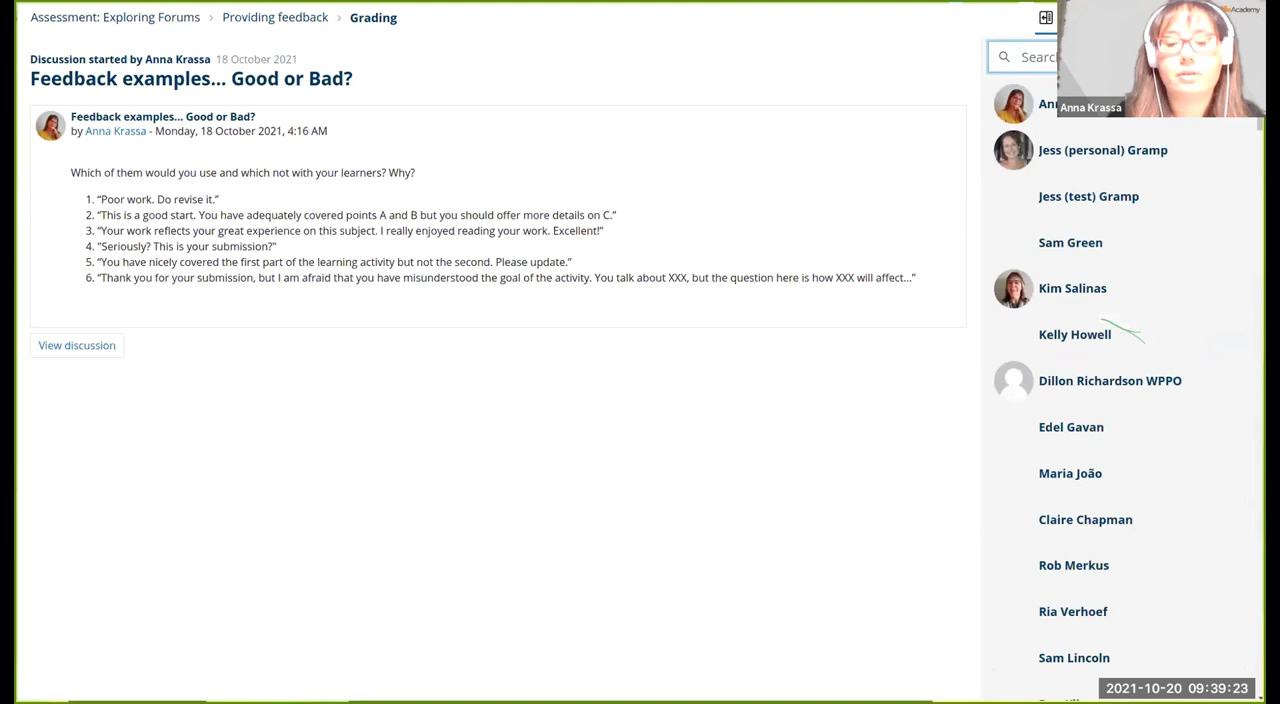 Assessment: Exploring Forums › Providing feedback › Grading
Discussion started by Anna Krassa 18 October 2021
Feedback examples... Good or Bad?
Feedback examples... Good or Bad?
by Anna Krassa - Monday, 18 October 2021, 4:16 AM
Which of them would you use and which not with your learners? Why?
1. “Poor work. Do revise it.”
2. “This is a good start. You have adequately covered points A and B but you should offer more details on C.”
3. “Your work reflects your great experience on this subject. I really enjoyed reading your work. Excellent!”
4. "Seriously? This is your submission?"
5. “You have nicely covered the first part of the learning activity but not the second. Please update.”
6. “Thank you for your submission, but I am afraid that you have misunderstood the goal of the activity. You talk about XXX, but the question here is how XXX will affect...”
View discussion
Academy
Anna Krassa
Searc
An
Jess (personal) Gramp
Jess (test) Gramp
Sam Green
Kim Salinas
Kelly Howell
Dillon Richardson WPPO
Edel Gavan
Maria João
Claire Chapman
Rob Merkus
Ria Verhoef
Sam Lincoln
2021-10-20 09:39:23